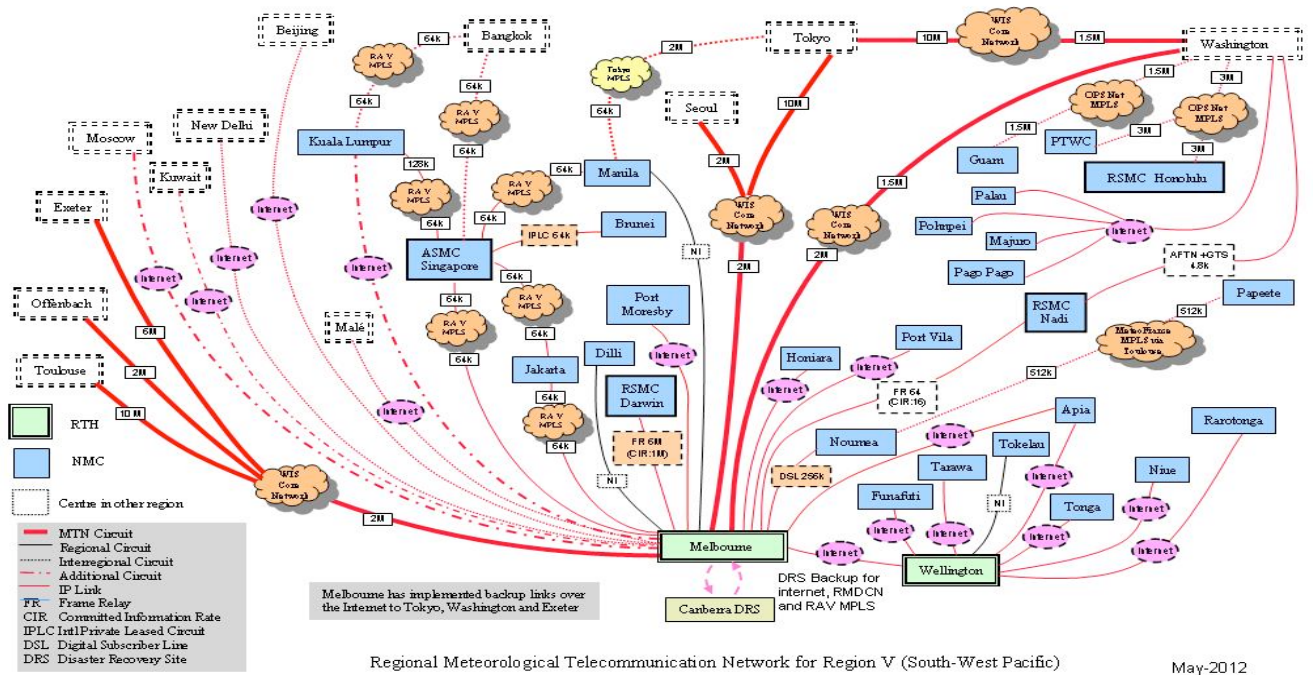 Beijing
Bangkok
Tokyo
Washington
WIS
Core
Network
10M
1.5M
64k
RA V
MPLS
2M
Tokyo
MPLS
64k
64k
RA V
MPLS
64k
Seoul
10M
1.5M
OPS Net
MPLS
3M
OPS Net
MPLS
New Delhi
Moscow
Kuwait
Exeter
Kuala Lumpur
128k
RA V
MPLS
64k
RA V
MPLS
64k
64k
Manila
2M
1.5M
Guam
PTWC
3M
3M
RSMC Honolulu
1.5M
Internet
Internet
Internet
Internet
ASMC
Singapore
IPLC 64k
Brunei
NI
WIS
Core
Network
WIS
Core
Network
2M
2M
Palau
Pohnpei
Majuro
Pago Pago
Internet
AFTN +GTS
4.8k
Offenbach
Toulouse
6M
2M
10M
Malé
Internet
64k
RA V
MPLS
64k
64k
RA V
MPLS
64k
Jakarta
RA V
MPLS
64k
Dilli
NI
Port
Moresby
Internet
RSMC
Darwin
FR 6M
(CIR:1M)
Honiara
Internet
Port Vila
Internet
RSMC
Nadi
FR 64
(CIR:16)
Papeete
512k
MeteoFrance
MPLS via
Toulouse
512k
Noumea
DSL 256k
Internet
Apia
Tokelau
Rarotonga
Tarawa
Funafuti
Niue
Tonga
NI
Internet
Internet
Internet
Internet
Internet
Internet
Internet
WIS
Core
Network
2M
Melbourne
Wellington
Canberra DRS
DRS Backup for
internet, RMDCN
and RAV MPLS
Melbourne has implemented backup links over
the Internet to Tokyo, Washington and Exeter
RTH
NMC
Centre in other region
MTN Circuit
Regional Circuit
Interregional Circuit
Additional Circuit
IP Link
FR Frame Relay
CIR Committed Information Rate
IPLC Intl Private Leased Circuit
DSL Digital Subscriber Line
DRS Disaster Recovery Site
Regional Meteorological Telecommunication Network for Region V (South-West Pacific)
May-2012